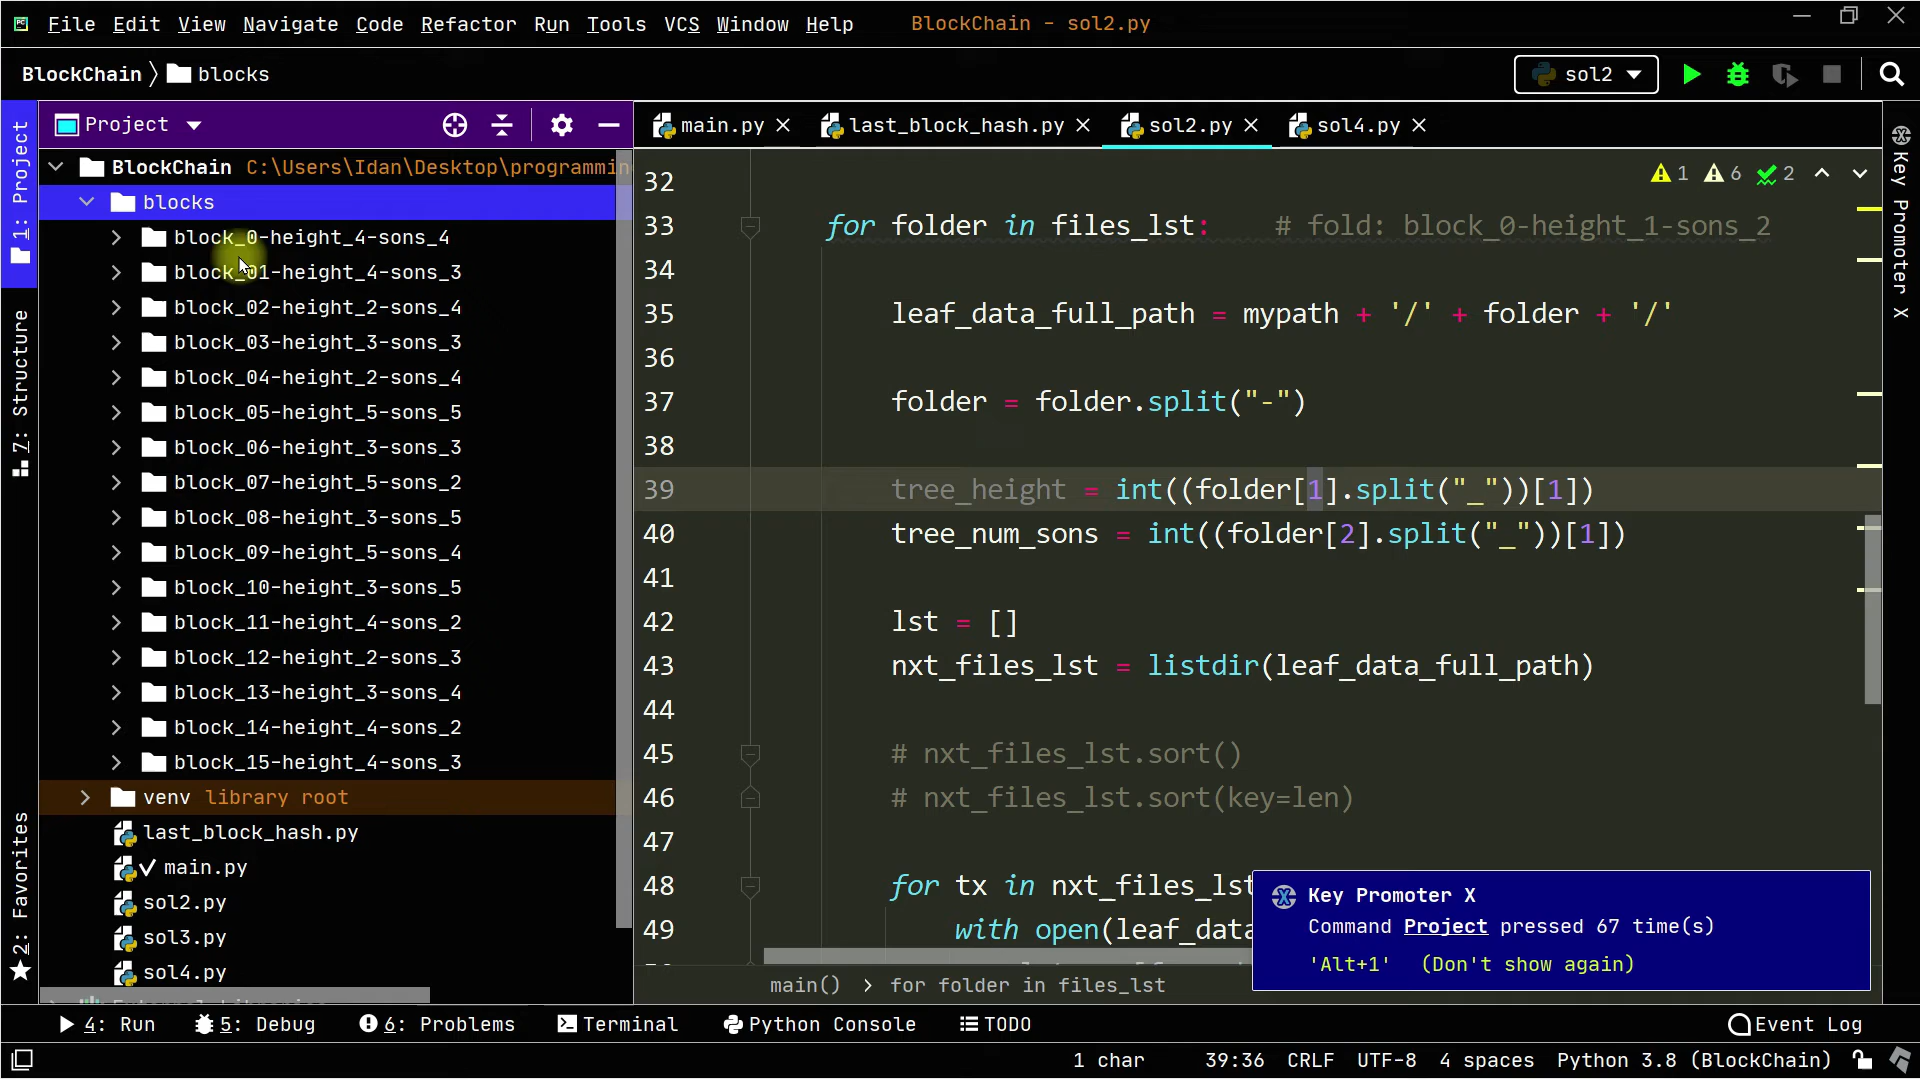 File Edit View Navigate Code Refactor Run Tools VCS Window Help BlockChain - sol2.py
BlockChain blocks
sol2
1: Project
7: Structure
2: Favorites
Project
BlockChain C:\Users\Idan\Desktop\programmin
blocks
block_0-height_4-sons_4
block_01-height_4-sons_3
block_02-height_2-sons_4
block_03-height_3-sons_3
block_04-height_2-sons_4
block_05-height_5-sons_5
block_06-height_3-sons_3
block_07-height_5-sons_2
block_08-height_3-sons_5
block_09-height_5-sons_4
block_10-height_3-sons_5
block_11-height_4-sons_2
block_12-height_2-sons_3
block_13-height_3-sons_4
block_14-height_4-sons_2
block_15-height_4-sons_3
venv library root
last_block_hash.py
main.py
sol2.py
sol3.py
sol4.py
main.py last_block_hash.py sol2.py sol4.py
1 6 2
32
33 for folder in files_lst: # fold: block_0-height_1-sons_2
34
35 leaf_data_full_path = mypath + '/' + folder + '/'
36
37 folder = folder.split("-")
38
39 tree_height = int((folder[1].split("_"))[1])
40 tree_num_sons = int((folder[2].split("_"))[1])
41
42 lst = []
43 nxt_files_lst = listdir(leaf_data_full_path)
44
45 # nxt_files_lst.sort()
46 # nxt_files_lst.sort(key=len)
47
48 for tx in nxt_files_lst
49 with open(leaf_data
main() for folder in files_lst
Key Promoter X
Command Project pressed 67 time(s)
'Alt+1' (Don't show again)
Key Promoter X
4: Run 5: Debug 6: Problems Terminal Python Console TODO Event Log
1 char 39:36 CRLF UTF-8 4 spaces Python 3.8 (BlockChain)